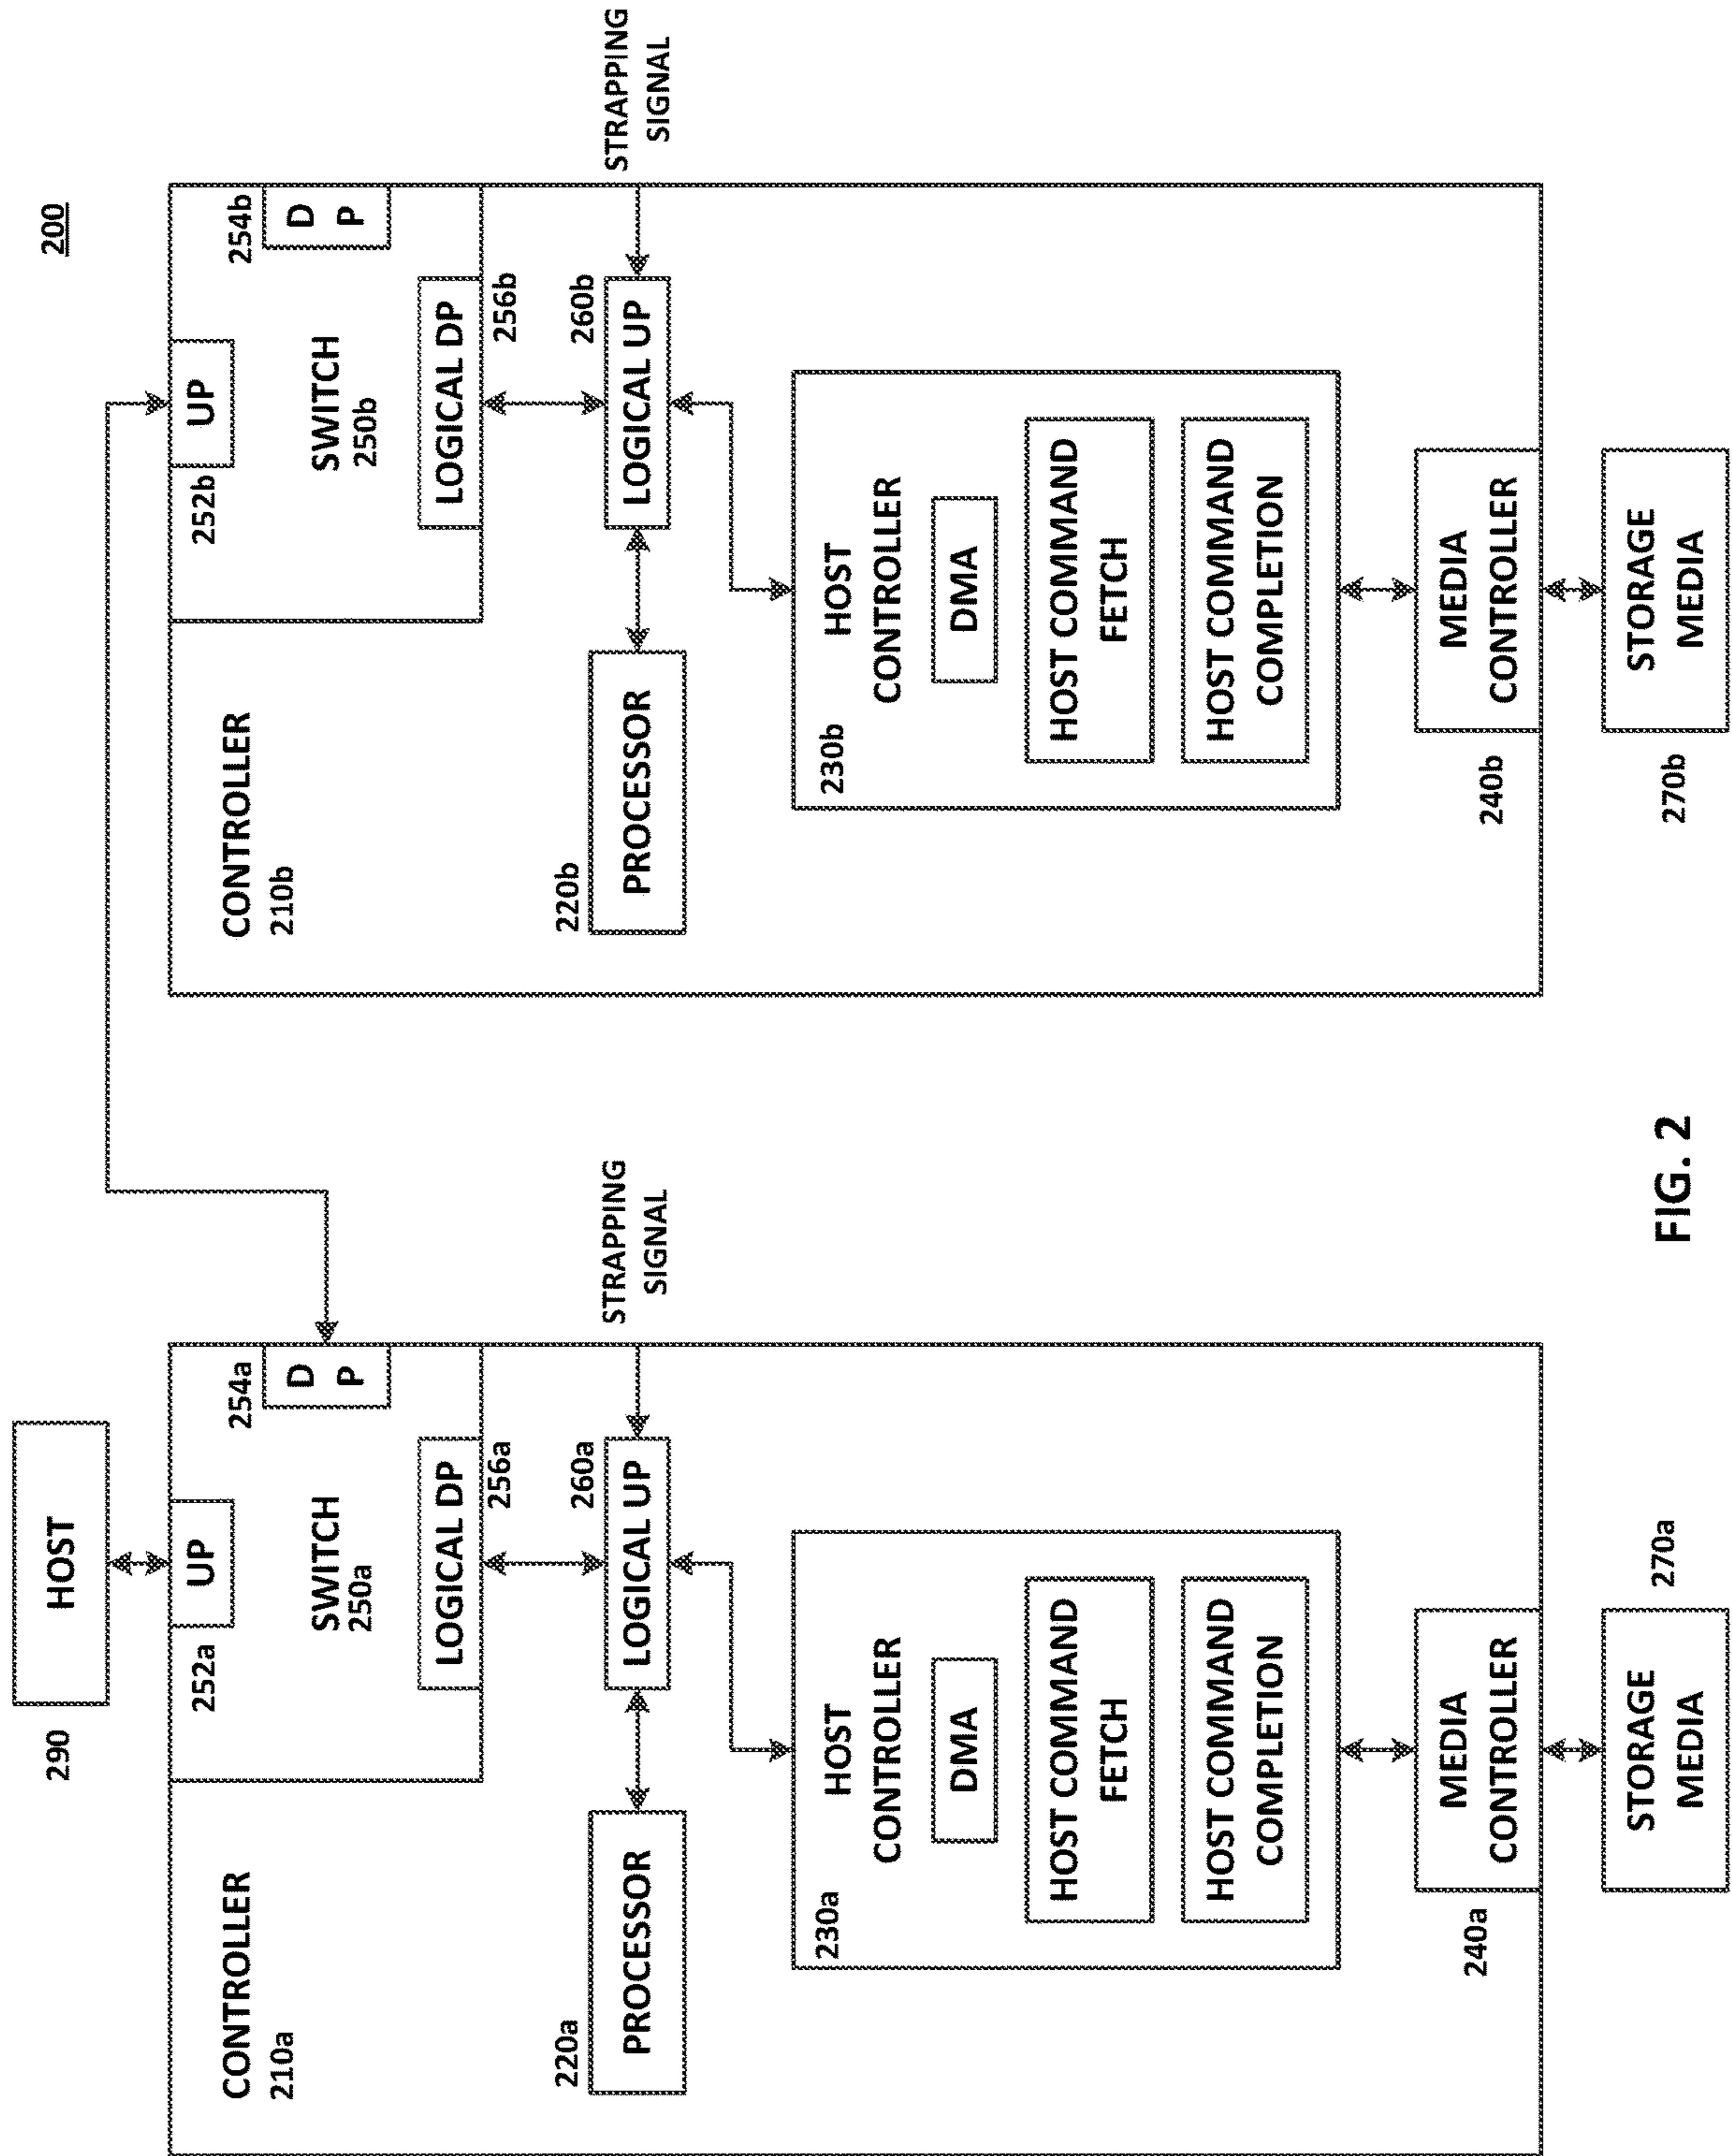 200
290
HOST
CONTROLLER
210a
252a
UP
254a
D
P
SWITCH
250a
LOGICAL DP
256a
220a
PROCESSOR
260a
LOGICAL UP
STRAPPING
SIGNAL
230a
HOST
CONTROLLER
DMA
HOST COMMAND
FETCH
HOST COMMAND
COMPLETION
240a
MEDIA
CONTROLLER
STORAGE
MEDIA
270a
CONTROLLER
210b
252b
UP
254b
D
P
SWITCH
250b
LOGICAL DP
256b
220b
PROCESSOR
260b
LOGICAL UP
STRAPPING
SIGNAL
230b
HOST
CONTROLLER
DMA
HOST COMMAND
FETCH
HOST COMMAND
COMPLETION
240b
MEDIA
CONTROLLER
270b
STORAGE
MEDIA
FIG. 2